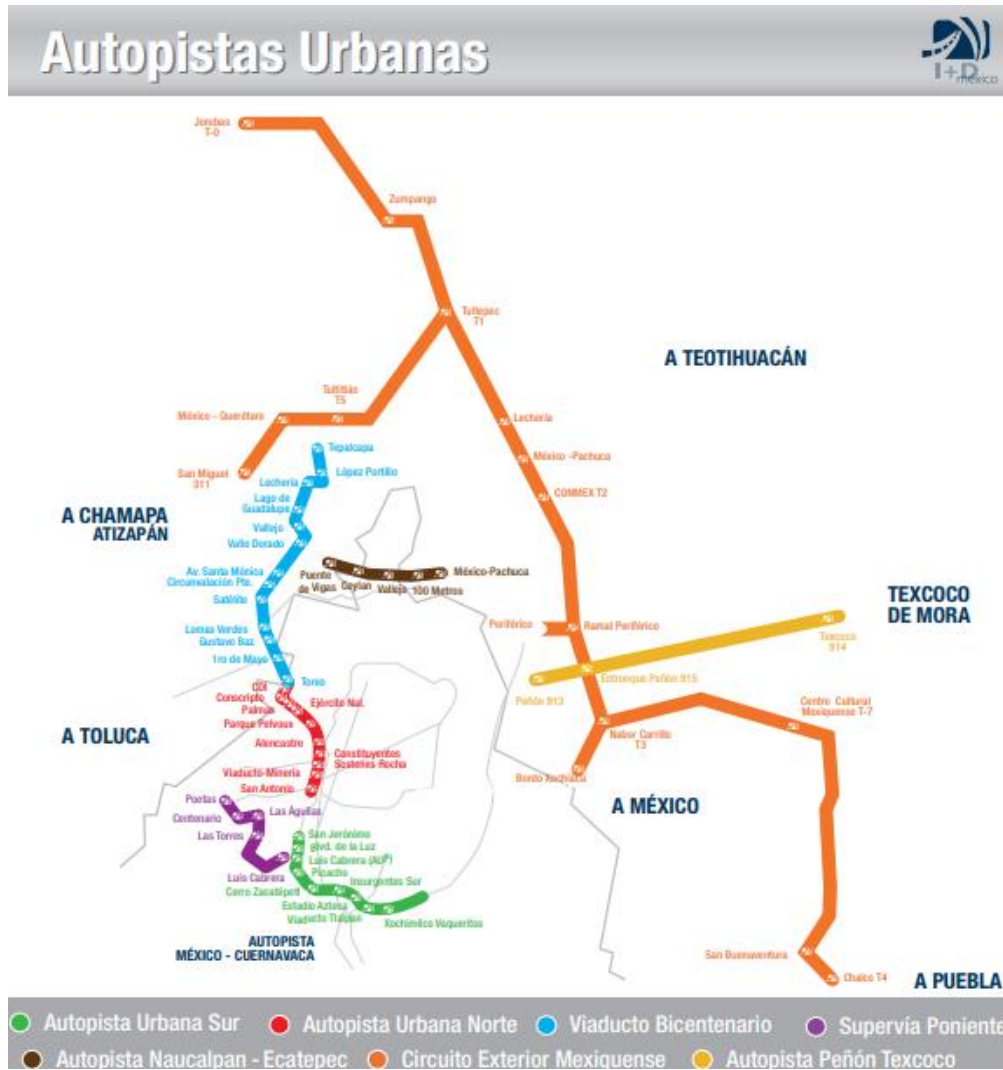 Autopistas Urbanas
I+D
méxico
Jorobas
T-0
Zumpango
Tultepec
T1
A TEOTIHUACÁN
Tultitlán
T5
México - Querétaro
Lechería
Tepalcapa
San Miguel
311
López Portillo
México -Pachuca
Lechería
CONMEX T2
Lago de
Guadalupe
A CHAMAPA
ATIZAPÁN
Vallejo
Valle Dorado
Av. Santa Mónica
Circunvalación Pte.
Puente
de Vigas
Ceylan
Vallejo
100 Metros
México-Pachuca
Satélite
TEXCOCO
DE MORA
Lomas Verdes
Gustavo Baz
Periférico
Ramal Periférico
Texcoco
914
1ro de Mayo
Toreo
Entronque Peñón 915
Peñón 913
CDI
Conscripto
Palmas
Ejército Nal.
Parque Pelvoux
Centro Cultural
Mexiquense T-7
A TOLUCA
Alencastre
Nabor Carrillo
T3
Constituyentes
Sostenes Rocha
Viaducto-Minería
San Antonio
Bordo Xochiaca
A MÉXICO
Poetas
Centenario
Las Águilas
Las Torres
San Jerónimo
Blvd. de la Luz
Luis Cabrera (AUP)
Picacho
Luis Cabrera
Insurgentes Sur
Cerro Zacatépetl
Estadio Azteca
Viaducto Tlalpan
Xochimilco Vaqueritos
AUTOPISTA
MÉXICO - CUERNAVACA
San Buenaventura
Chalco T4
A PUEBLA
Autopista Urbana Sur
Autopista Urbana Norte
Viaducto Bicentenario
Supervía Poniente
Autopista Naucalpan - Ecatepec
Circuito Exterior Mexiquense
Autopista Peñón Texcoco